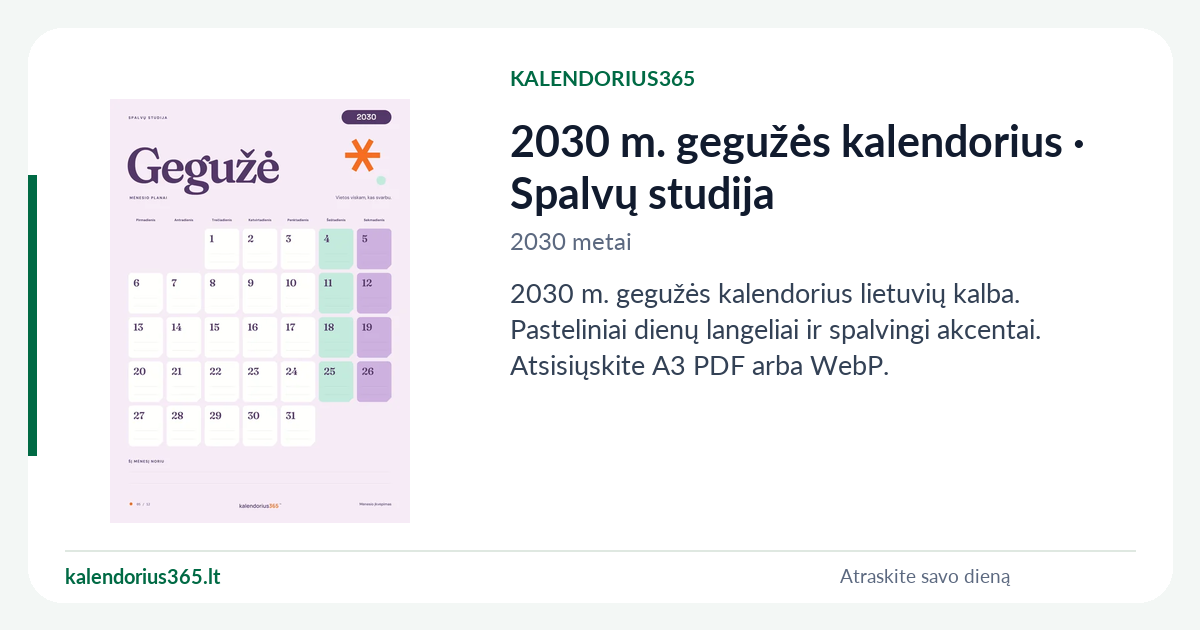 SPALVŲ STUDIJA
2030
Gegužė
MĖNESIO PLANAI
Vietos viskam, kas svarbu.
Pirmadienis Antradienis Trečiadienis Ketvirtadienis Penktadienis Šeštadienis Sekmadienis
1 2 3 4 5
6 7 8 9 10 11 12
13 14 15 16 17 18 19
20 21 22 23 24 25 26
27 28 29 30 31
ŠĮ MĖNESĮ NORIU
05 / 12
kalendorius365
KALENDORIUS365
2030 m. gegužės kalendorius ·
Spalvų studija
2030 metai
2030 m. gegužės kalendorius lietuvių kalba.
Pasteliniai dienų langeliai ir spalvingi akcentai.
Atsisiųskite A3 PDF arba WebP.
kalendorius365.lt
Atraskite savo dieną